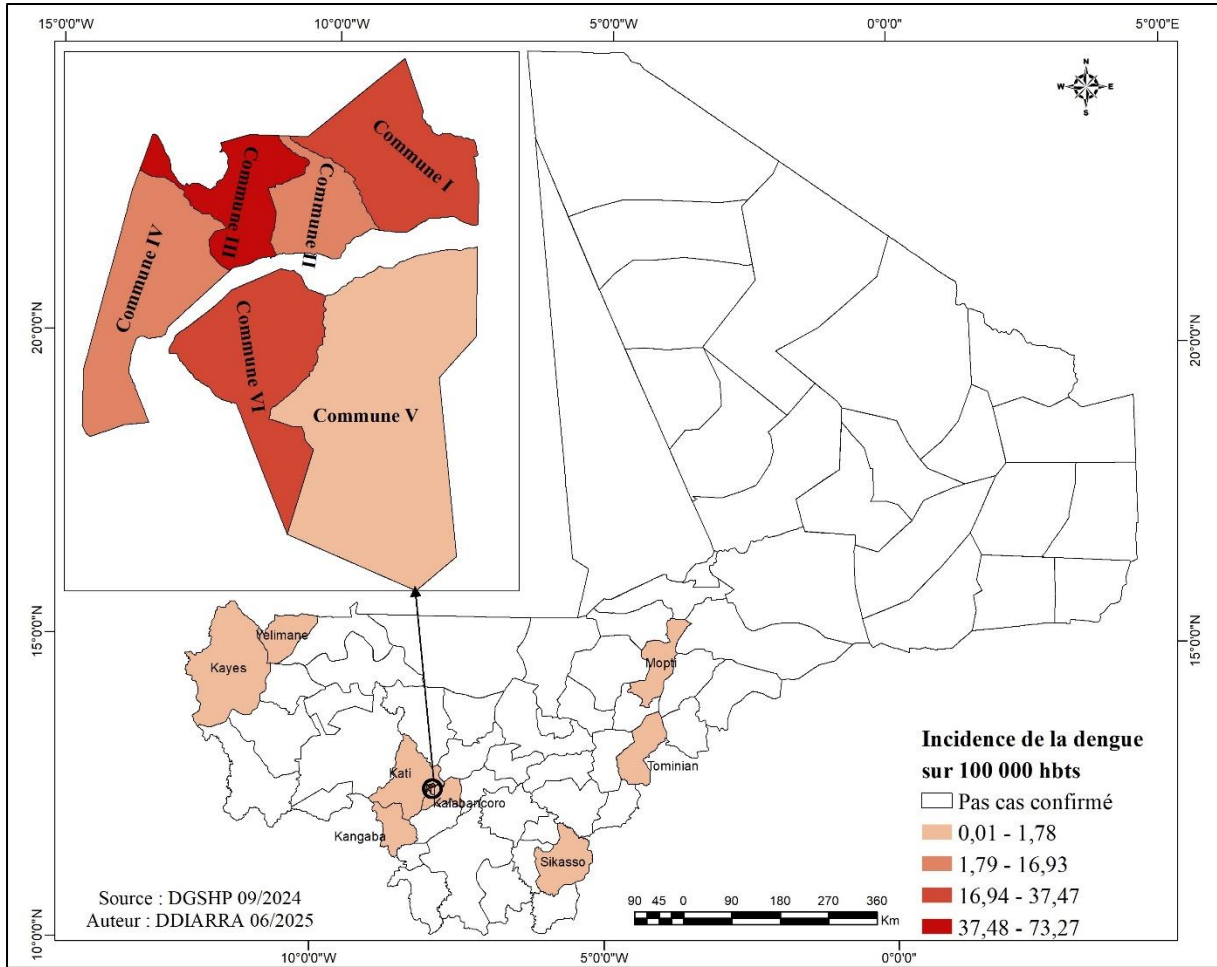 15°0'0"W
10°0'0"W
5°0'0"W
0°0'0"
5°0'0"E
N
W
E
S
Commune I
Commune III
Commune II
Commune IV
20°0'0"N
20°0'0"N
Commune VI
Commune V
15°0'0"N
15°0'0"N
Yelimane
Kayes
Mopti
Tominian
Kati
Kalabancoro
Kangaba
Sikasso
Incidence de la dengue
sur 100 000 hbts
Pas cas confirmé
0,01 - 1,78
1,79 - 16,93
16,94 - 37,47
37,48 - 73,27
Source : DGSHP 09/2024
Auteur : DDIARRA 06/2025
90 45 0 90 180 270 360
Km
10°0'0"N
10°0'0"W
5°0'0"W
0°0'0"